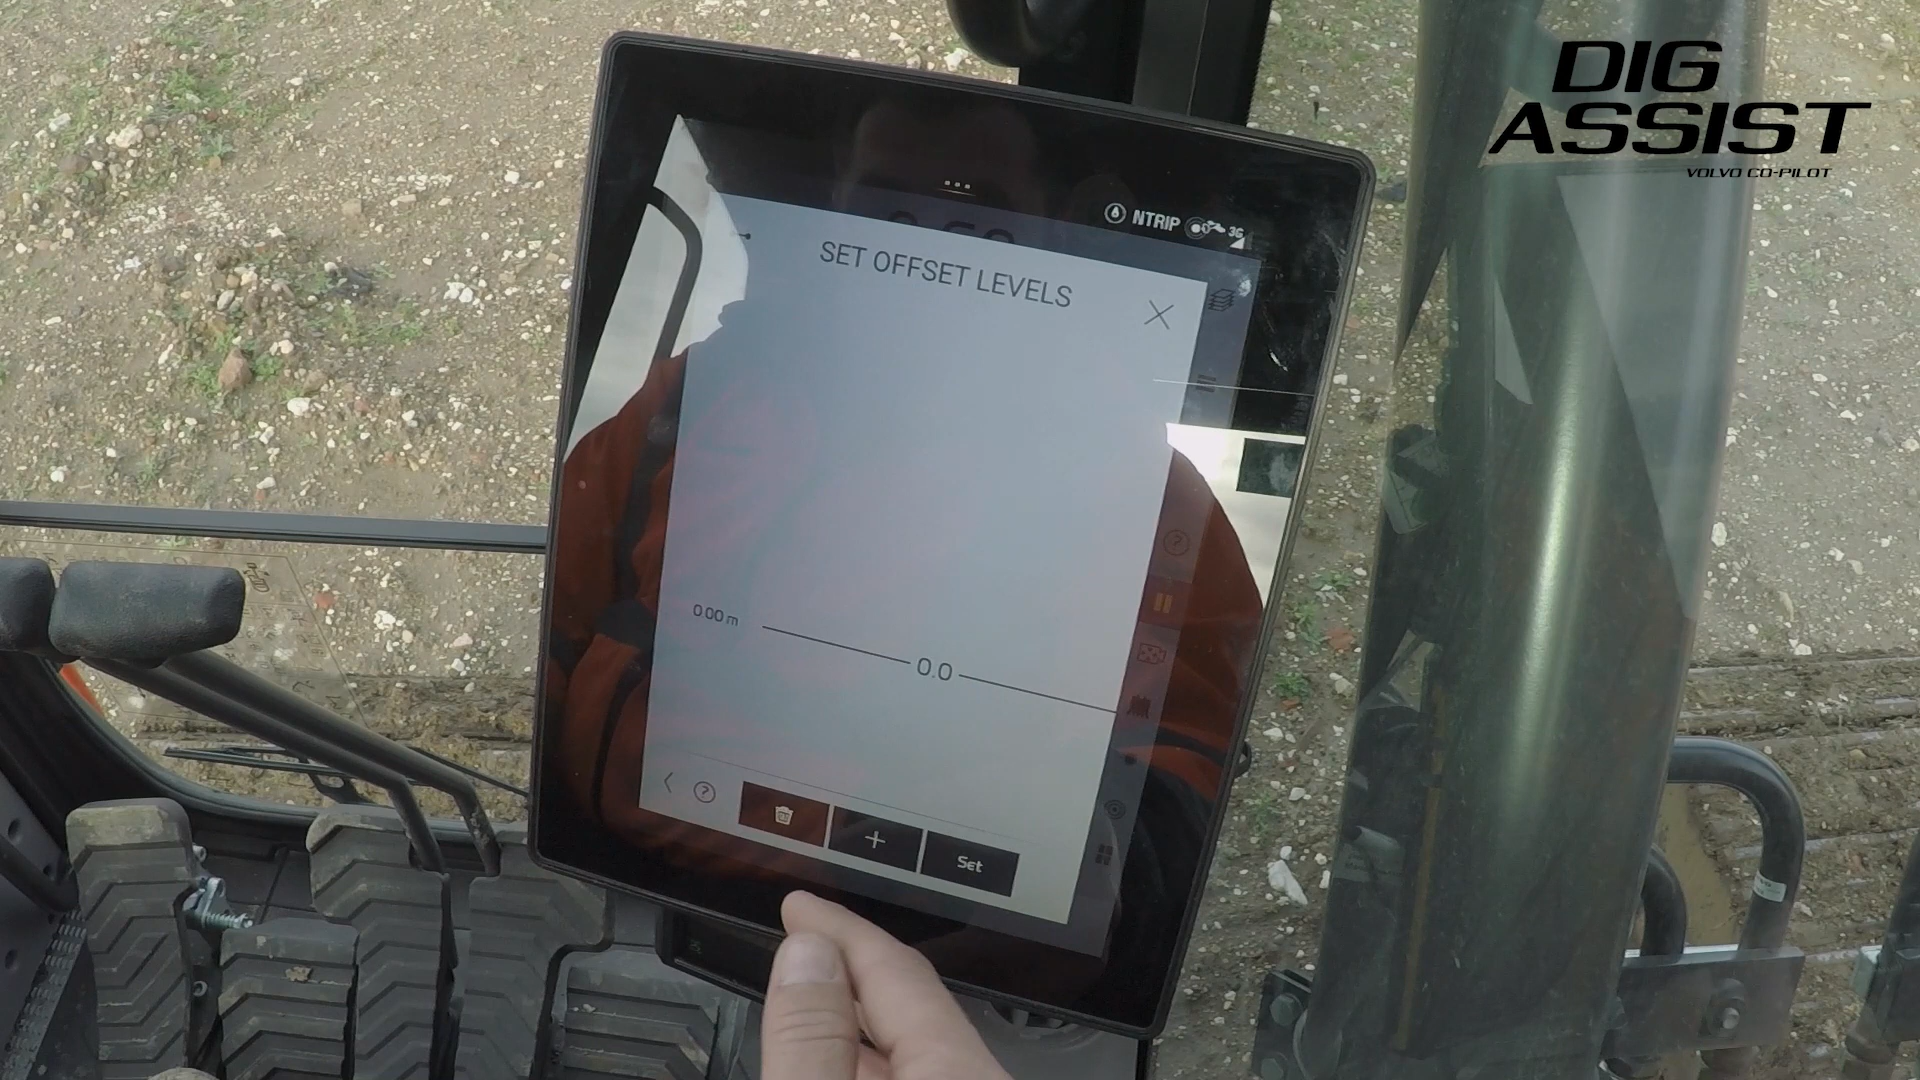 DIG
ASSIST
VOLVO CO-PILOT
NTRIP
3G
SET OFFSET LEVELS
0.00 m
0.0
Set